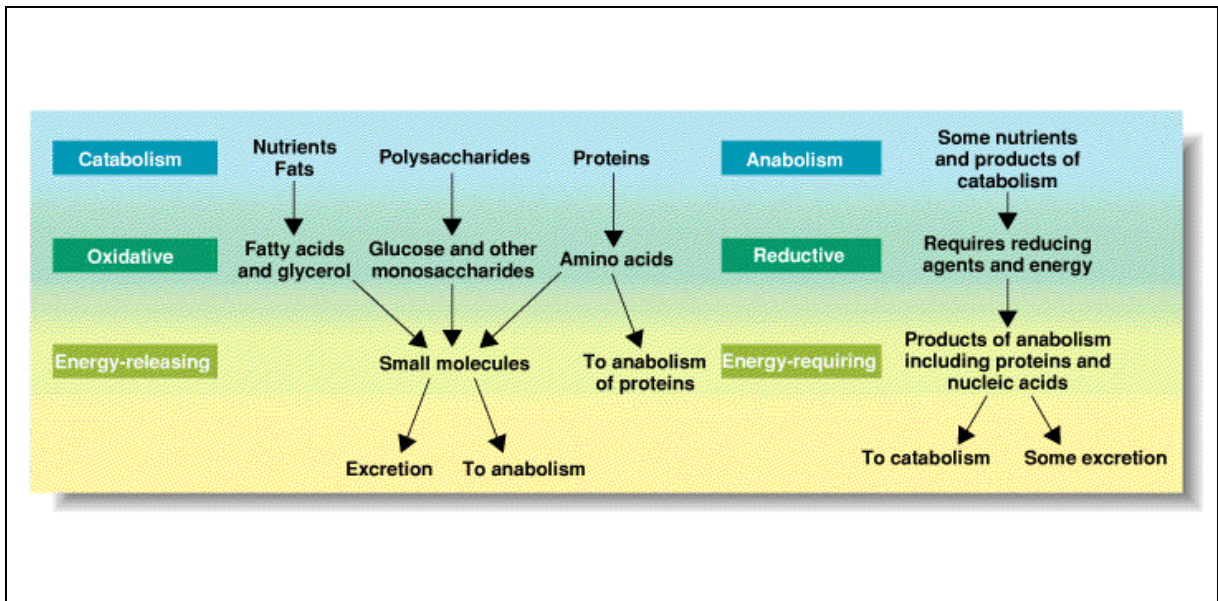 Catabolism
Nutrients
Fats
Polysaccharides
Proteins
Anabolism
Some nutrients
and products of
catabolism
Oxidative
Fatty acids
and glycerol
Glucose and other
monosaccharides
Amino acids
Reductive
Requires reducing
agents and energy
Energy-releasing
Small molecules
To anabolism
of proteins
Energy-requiring
Products of anabolism
including proteins and
nucleic acids
Excretion
To anabolism
To catabolism
Some excretion